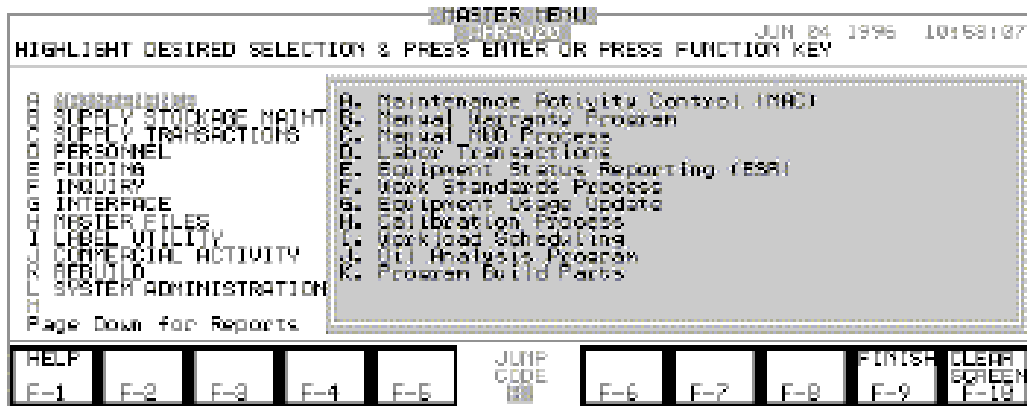 MASTER MENU
JUN 04 1996 10:58:07
HIGHLIGHT DESIRED SELECTION & PRESS ENTER OR PRESS FUNCTION KEY
A
B SUPPLY STOCKAGE MAINT
C SUPPLY TRANSACTIONS
D PERSONNEL
E FUNDING
F INQUIRY
G INTERFACE
H MASTER FILES
I LABEL UTILITY
J COMMERCIAL ACTIVITY
K REBUILD
L SYSTEM ADMINISTRATION
M
Page Down for Reports
A. Maintenance Activity Control (MAC)
B. Manual Warranty Program
C. Manual MWO Process
D. Labor Transactions
E. Equipment Status Reporting (ESR)
F. Work Standards Process
G. Equipment Usage Update
H. Calibration Process
I. Workload Scheduling
J. Oil Analysis Program
K. Program Build Parts
HELP
F-1
F-2
F-3
F-4
F-5
JUMP
CODE
F-6
F-7
F-8
FINISH
F-9
CLEAR
SCREEN
F-10